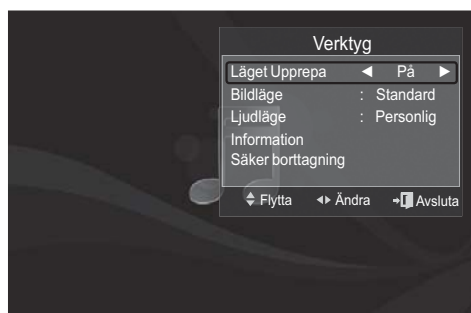 Verktyg
Läget Upprepa ◀ På ▶
Bildläge : Standard
Ljudläge : Personlig
Information
Säker borttagning
Flytta Ändra Avsluta